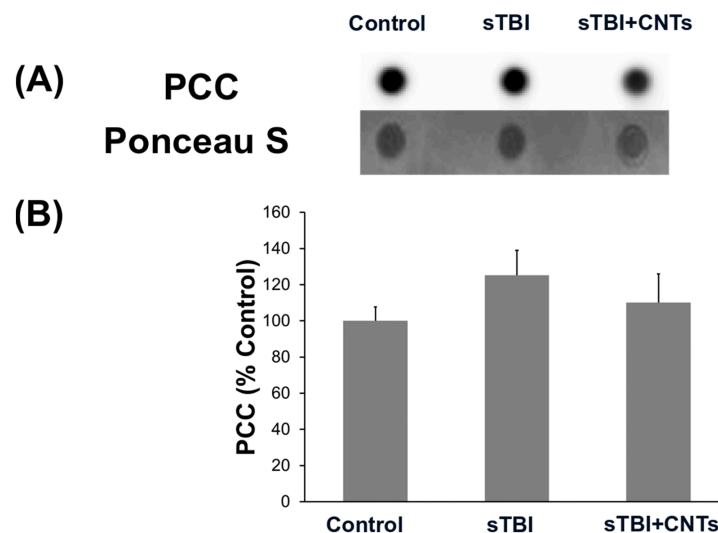 Control sTBI sTBI+CNTs
(A)
PCC
Ponceau S
(B)
PCC (% Control)
160
140
120
100
80
60
40
20
0
Control sTBI sTBI+CNTs